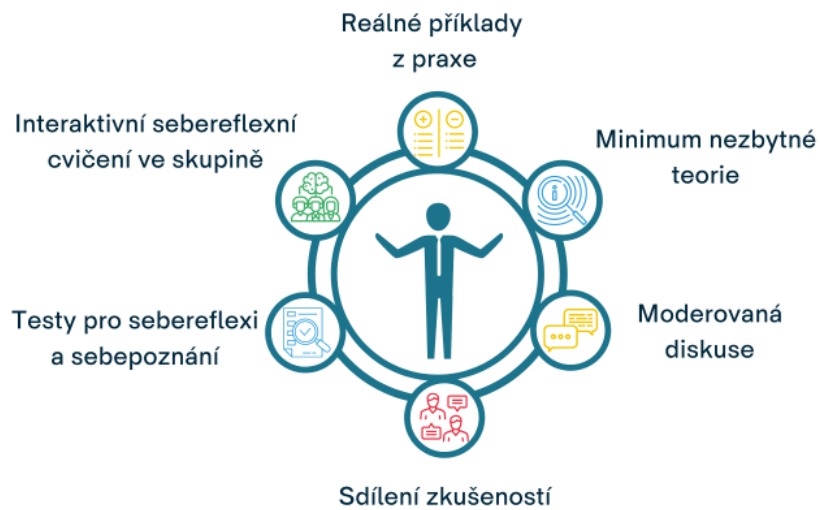 Reálné příklady
z praxe
Interaktivní sebereflexní
cvičení ve skupině
Minimum nezbytné
teorie
Testy pro sebereflexi
a sebepoznání
Moderovaná
diskuse
Sdílení zkušeností